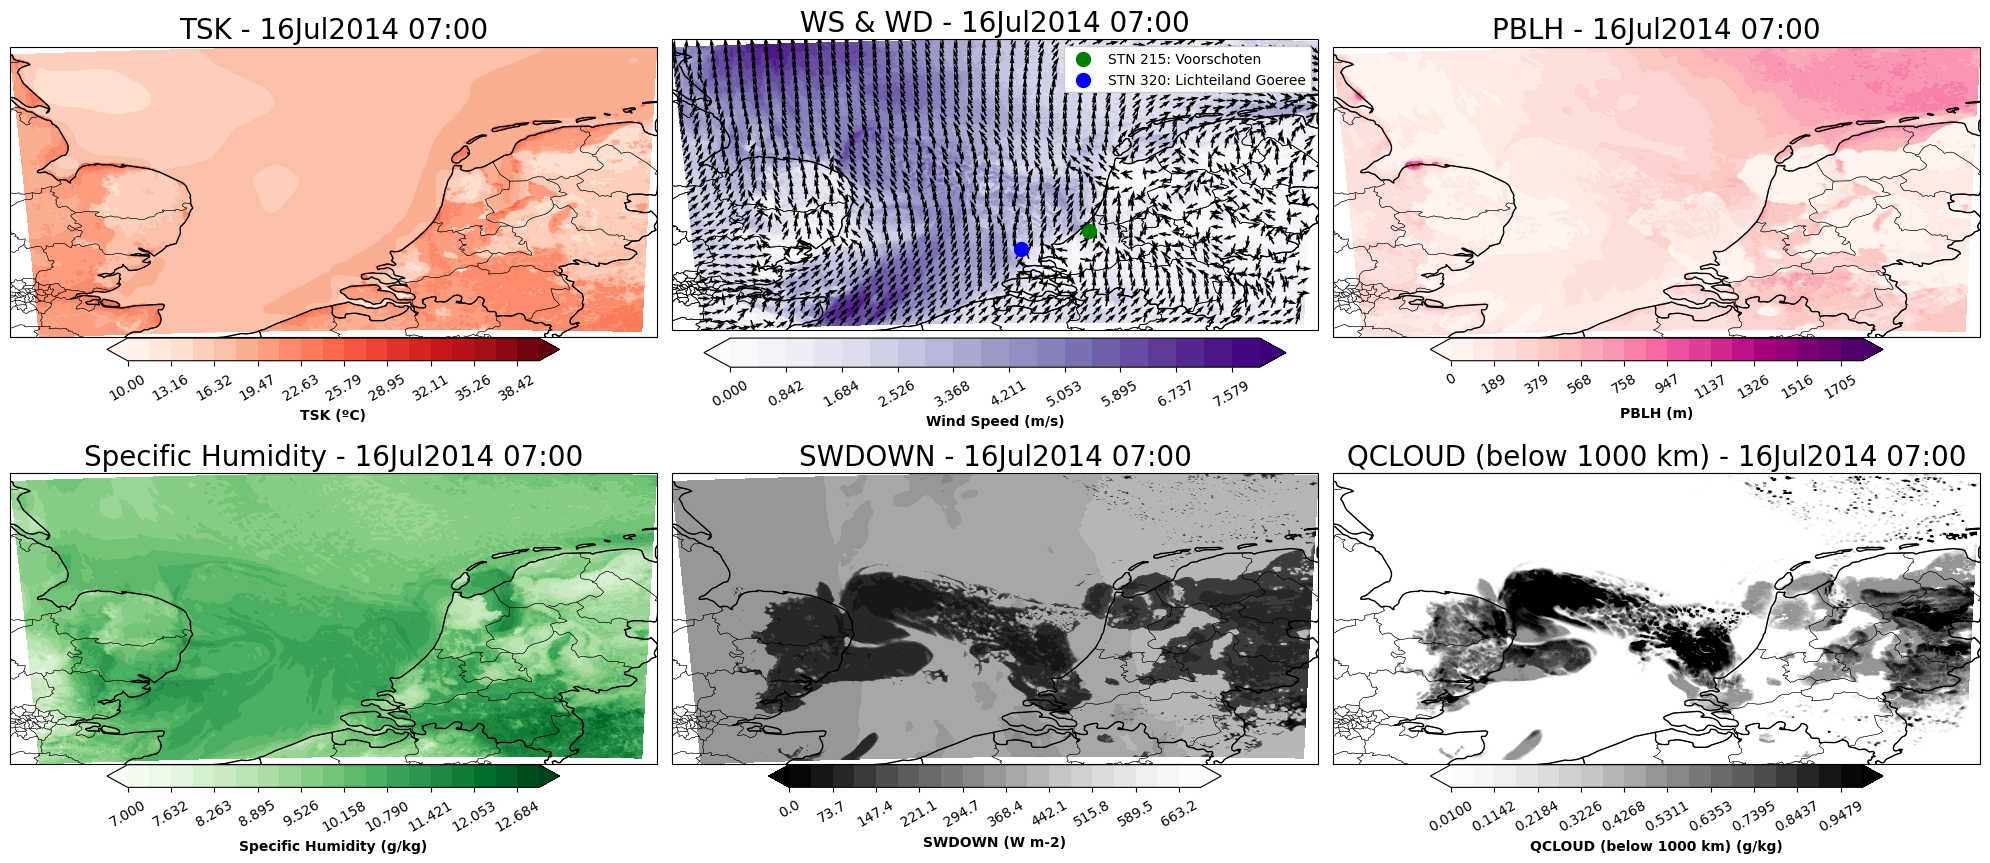 TSK - 16Jul2014 07:00
WS & WD - 16Jul2014 07:00
PBLH - 16Jul2014 07:00
STN 215: Voorschoten
STN 320: Lichteiland Goeree
10.00 13.16 16.32 19.47 22.63 25.79 28.95 32.11 35.26 38.42
TSK (ºC)
0.000 0.842 1.684 2.526 3.368 4.211 5.053 5.895 6.737 7.579
Wind Speed (m/s)
0 189 379 568 758 947 1137 1326 1516 1705
PBLH (m)
Specific Humidity - 16Jul2014 07:00
SWDOWN - 16Jul2014 07:00
QCLOUD (below 1000 km) - 16Jul2014 07:00
7.000 7.632 8.263 8.895 9.526 10.158 10.790 11.421 12.053 12.684
Specific Humidity (g/kg)
0.0 73.7 147.4 221.1 294.7 368.4 442.1 515.8 589.5 663.2
SWDOWN (W m-2)
0.0100 0.1142 0.2184 0.3226 0.4268 0.5311 0.6353 0.7395 0.8437 0.9479
QCLOUD (below 1000 km) (g/kg)